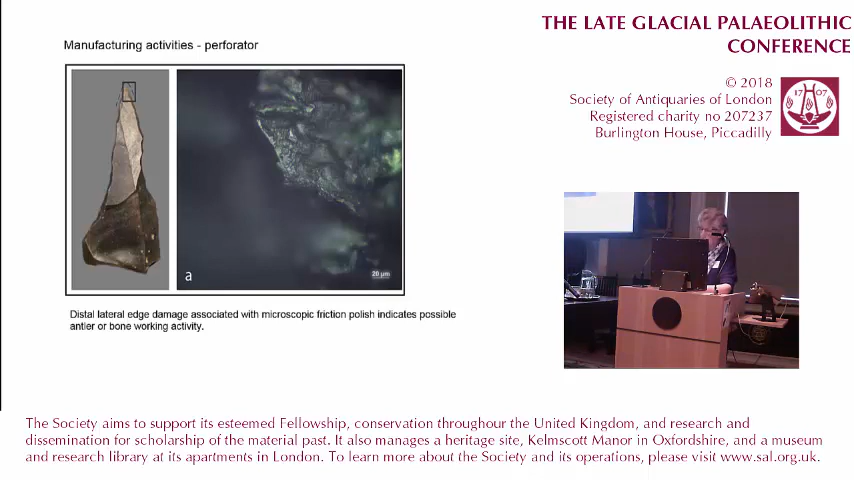 THE LATE GLACIAL PALAEOLITHIC
CONFERENCE
© 2018
Society of Antiquaries of London
Registered charity no 207237
Burlington House, Piccadilly
1707
Manufacturing activities - perforator
a
20 µm
Distal lateral edge damage associated with microscopic friction polish indicates possible
antler or bone working activity.
The Society aims to support its esteemed Fellowship, conservation throughour the United Kingdom, and research and
dissemination for scholarship of the material past. It also manages a heritage site, Kelmscott Manor in Oxfordshire, and a museum
and research library at its apartments in London. To learn more about the Society and its operations, please visit www.sal.org.uk.